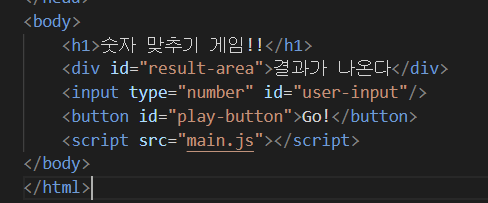 </head>
<body>
<h1>숫자 맞추기 게임!!</h1>
<div id="result-area">결과가 나온다</div>
<input type="number" id="user-input"/>
<button id="play-button">Go!</button>
<script src="main.js"></script>
</body>
</html>